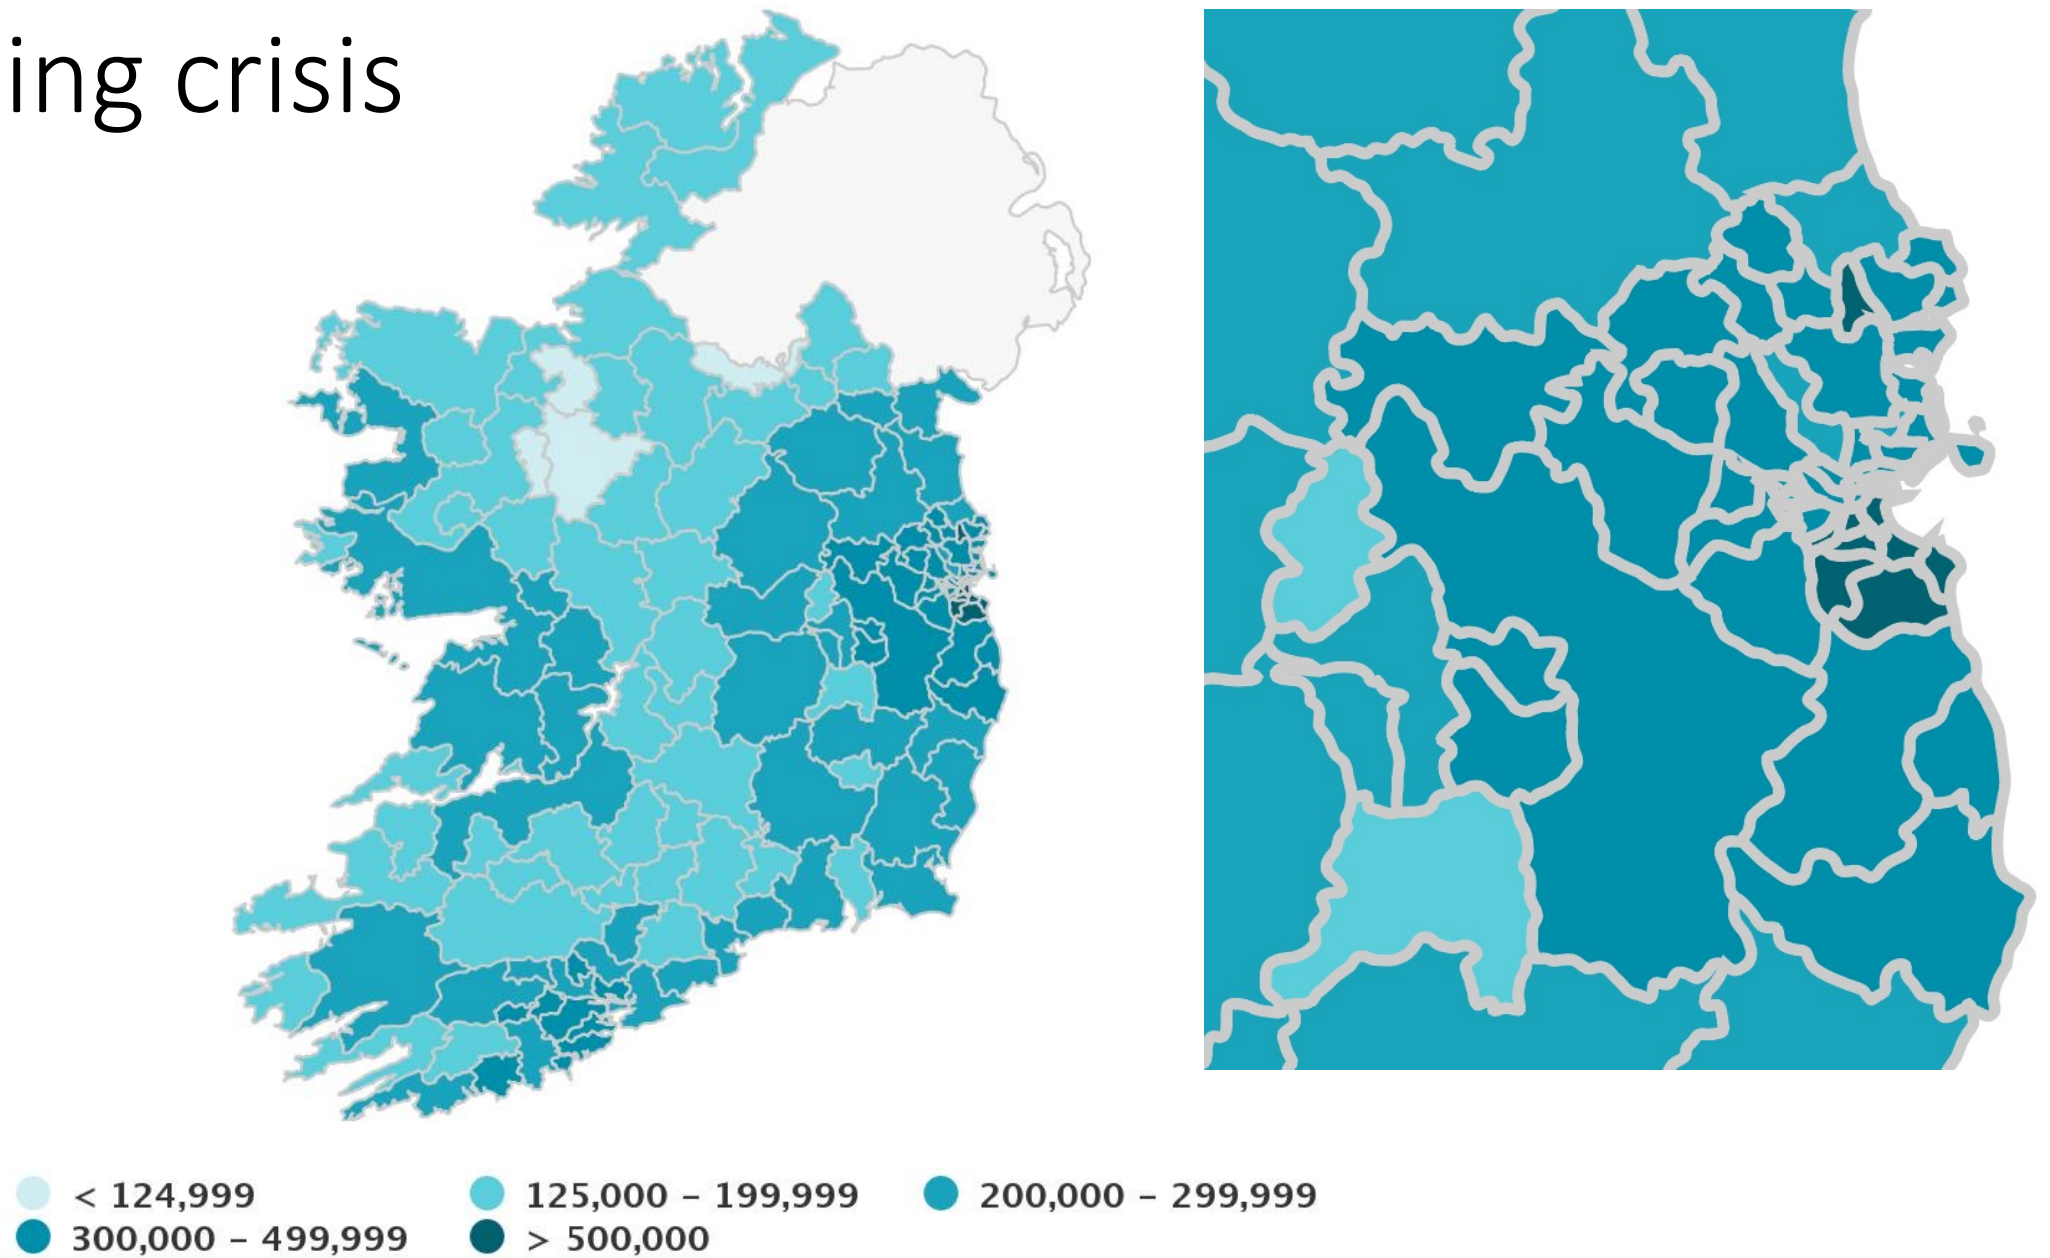 ing crisis
< 124,999
125,000 – 199,999
200,000 – 299,999
300,000 – 499,999
> 500,000